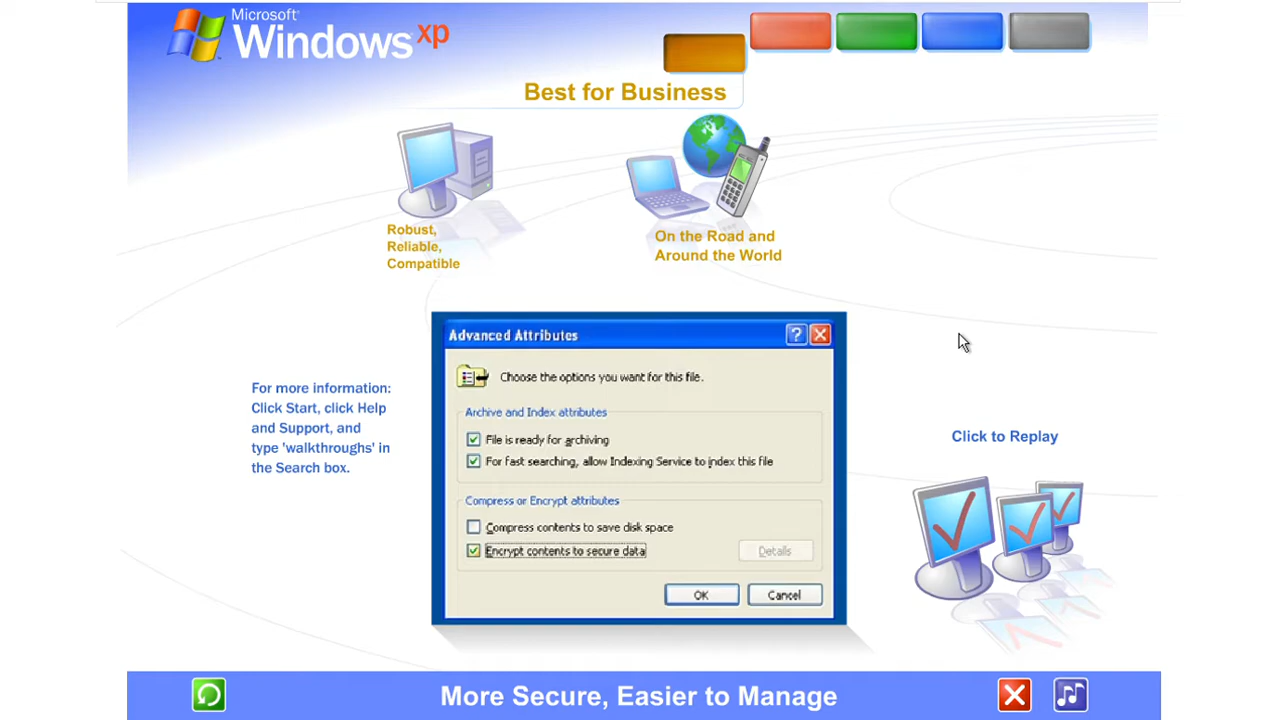 Microsoft®
Windows xp
Best for Business
Robust,
Reliable,
Compatible
On the Road and
Around the World
Advanced Attributes
Choose the options you want for this file.
Archive and Index attributes
File is ready for archiving
For fast searching, allow Indexing Service to index this file
Compress or Encrypt attributes
Compress contents to save disk space
Encrypt contents to secure data
Details
OK
Cancel
For more information:
Click Start, click Help
and Support, and
type 'walkthroughs' in
the Search box.
Click to Replay
More Secure, Easier to Manage